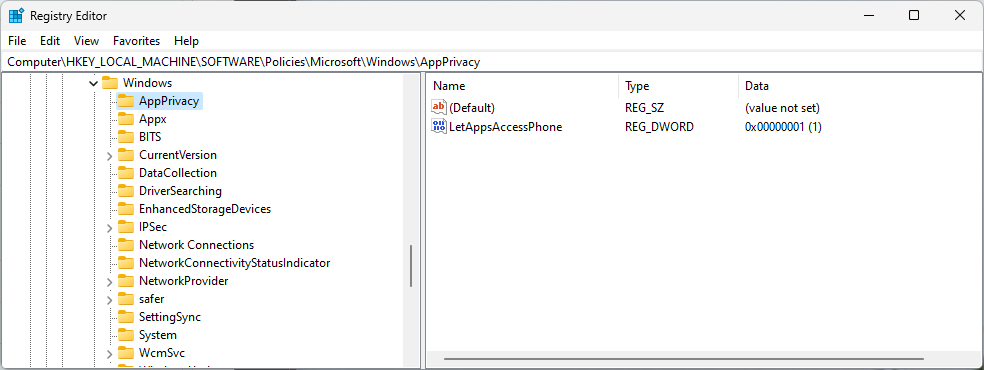 Registry Editor
File Edit View Favorites Help
Computer\HKEY_LOCAL_MACHINE\SOFTWARE\Policies\Microsoft\Windows\AppPrivacy
Windows
AppPrivacy
Appx
BITS
CurrentVersion
DataCollection
DriverSearching
EnhancedStorageDevices
IPSec
Network Connections
NetworkConnectivityStatusIndicator
NetworkProvider
safer
SettingSync
System
WcmSvc
Name Type Data
(Default) REG_SZ (value not set)
LetAppsAccessPhone REG_DWORD 0x00000001 (1)